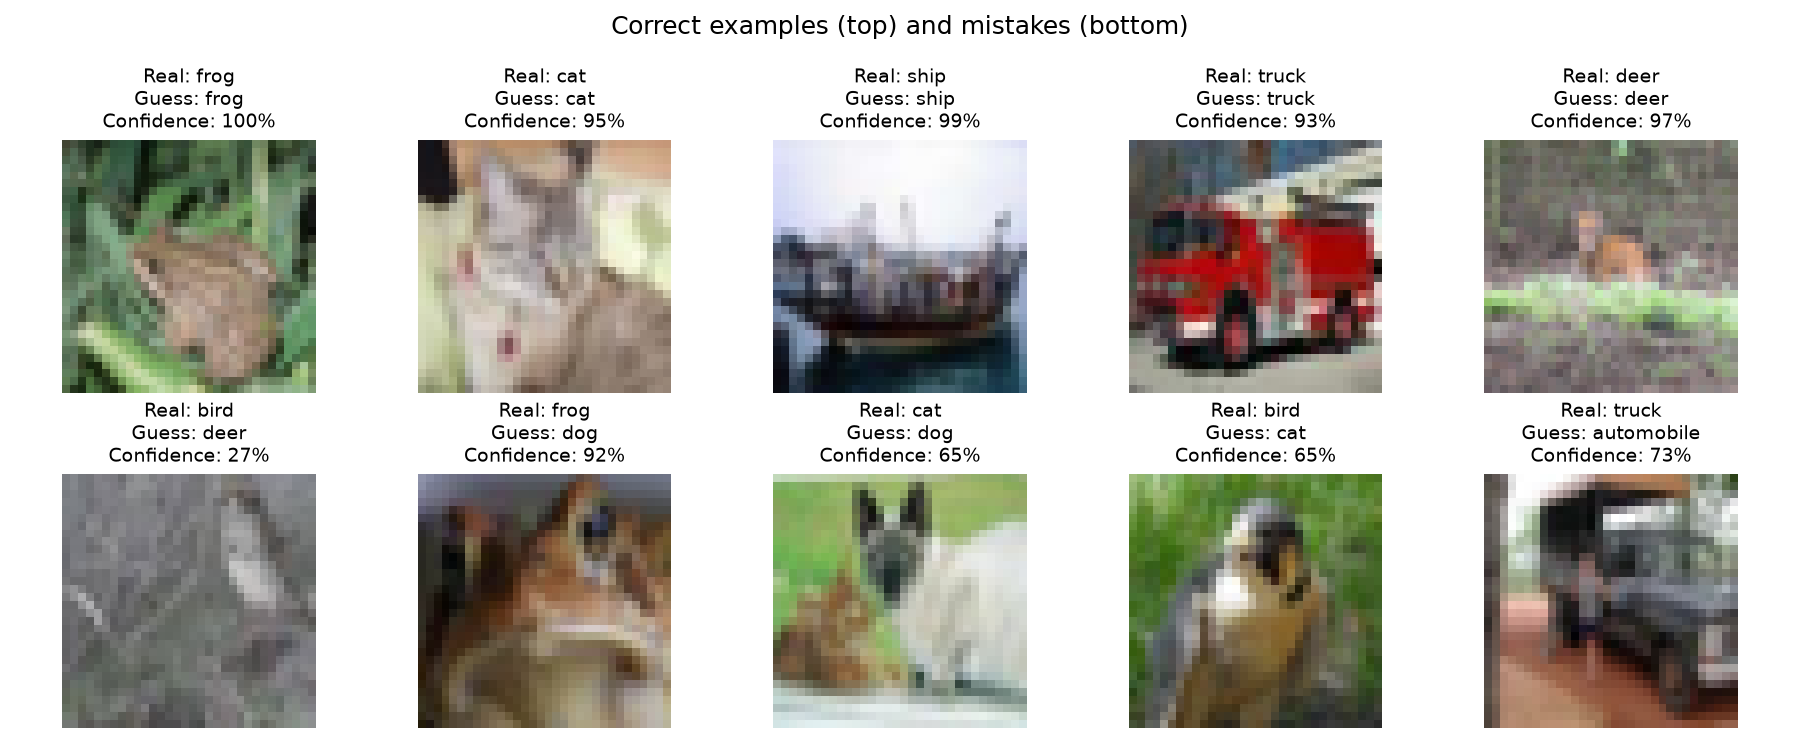 Correct examples (top) and mistakes (bottom)
Real: frog
Guess: frog
Confidence: 100%
Real: cat
Guess: cat
Confidence: 95%
Real: ship
Guess: ship
Confidence: 99%
Real: truck
Guess: truck
Confidence: 93%
Real: deer
Guess: deer
Confidence: 97%
Real: bird
Guess: deer
Confidence: 27%
Real: frog
Guess: dog
Confidence: 92%
Real: cat
Guess: dog
Confidence: 65%
Real: bird
Guess: cat
Confidence: 65%
Real: truck
Guess: automobile
Confidence: 73%